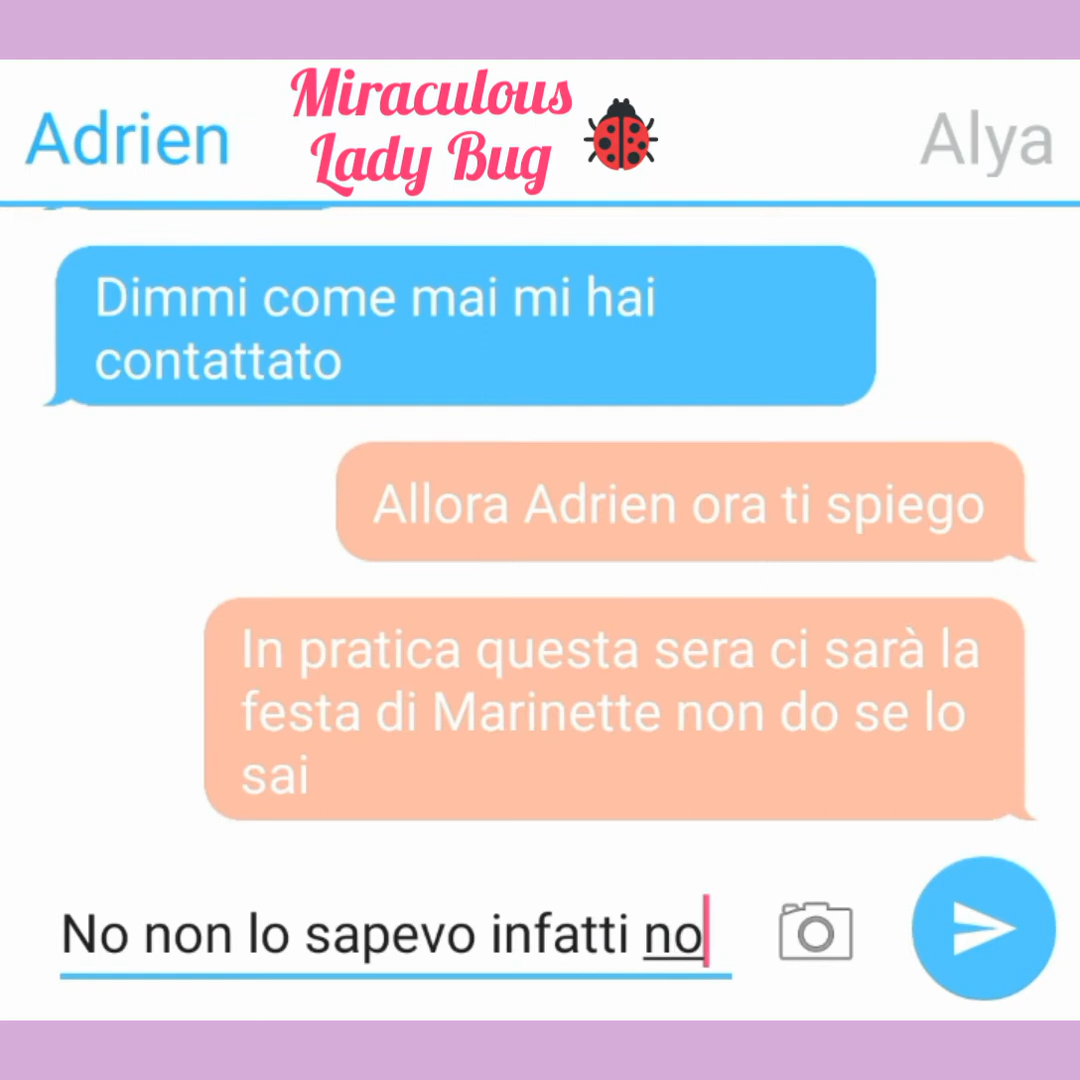 Adrien
Miraculous
Lady Bug
Alya
Dimmi come mai mi hai
contattato
Allora Adrien ora ti spiego
In pratica questa sera ci sarà la
festa di Marinette non do se lo
sai
No non lo sapevo infatti no